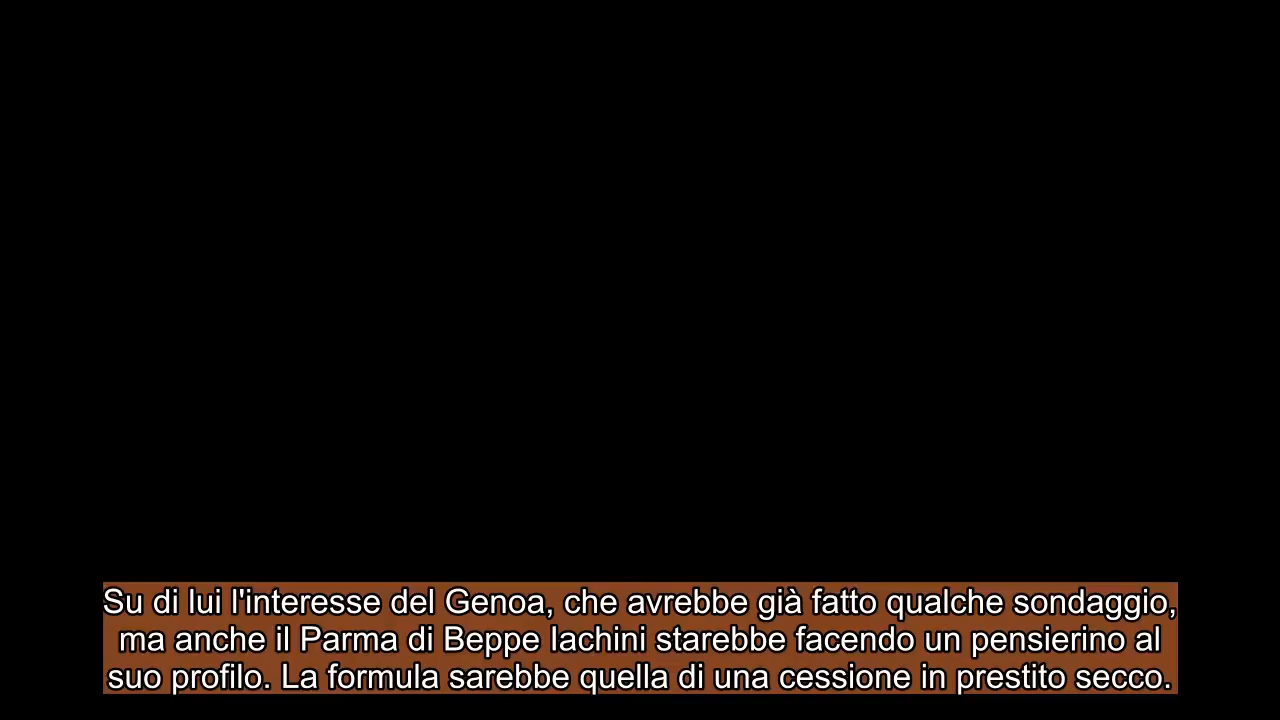 Su di lui l'interesse del Genoa, che avrebbe già fatto qualche sondaggio,
ma anche il Parma di Beppe Iachini starebbe facendo un pensierino al
suo profilo. La formula sarebbe quella di una cessione in prestito secco.